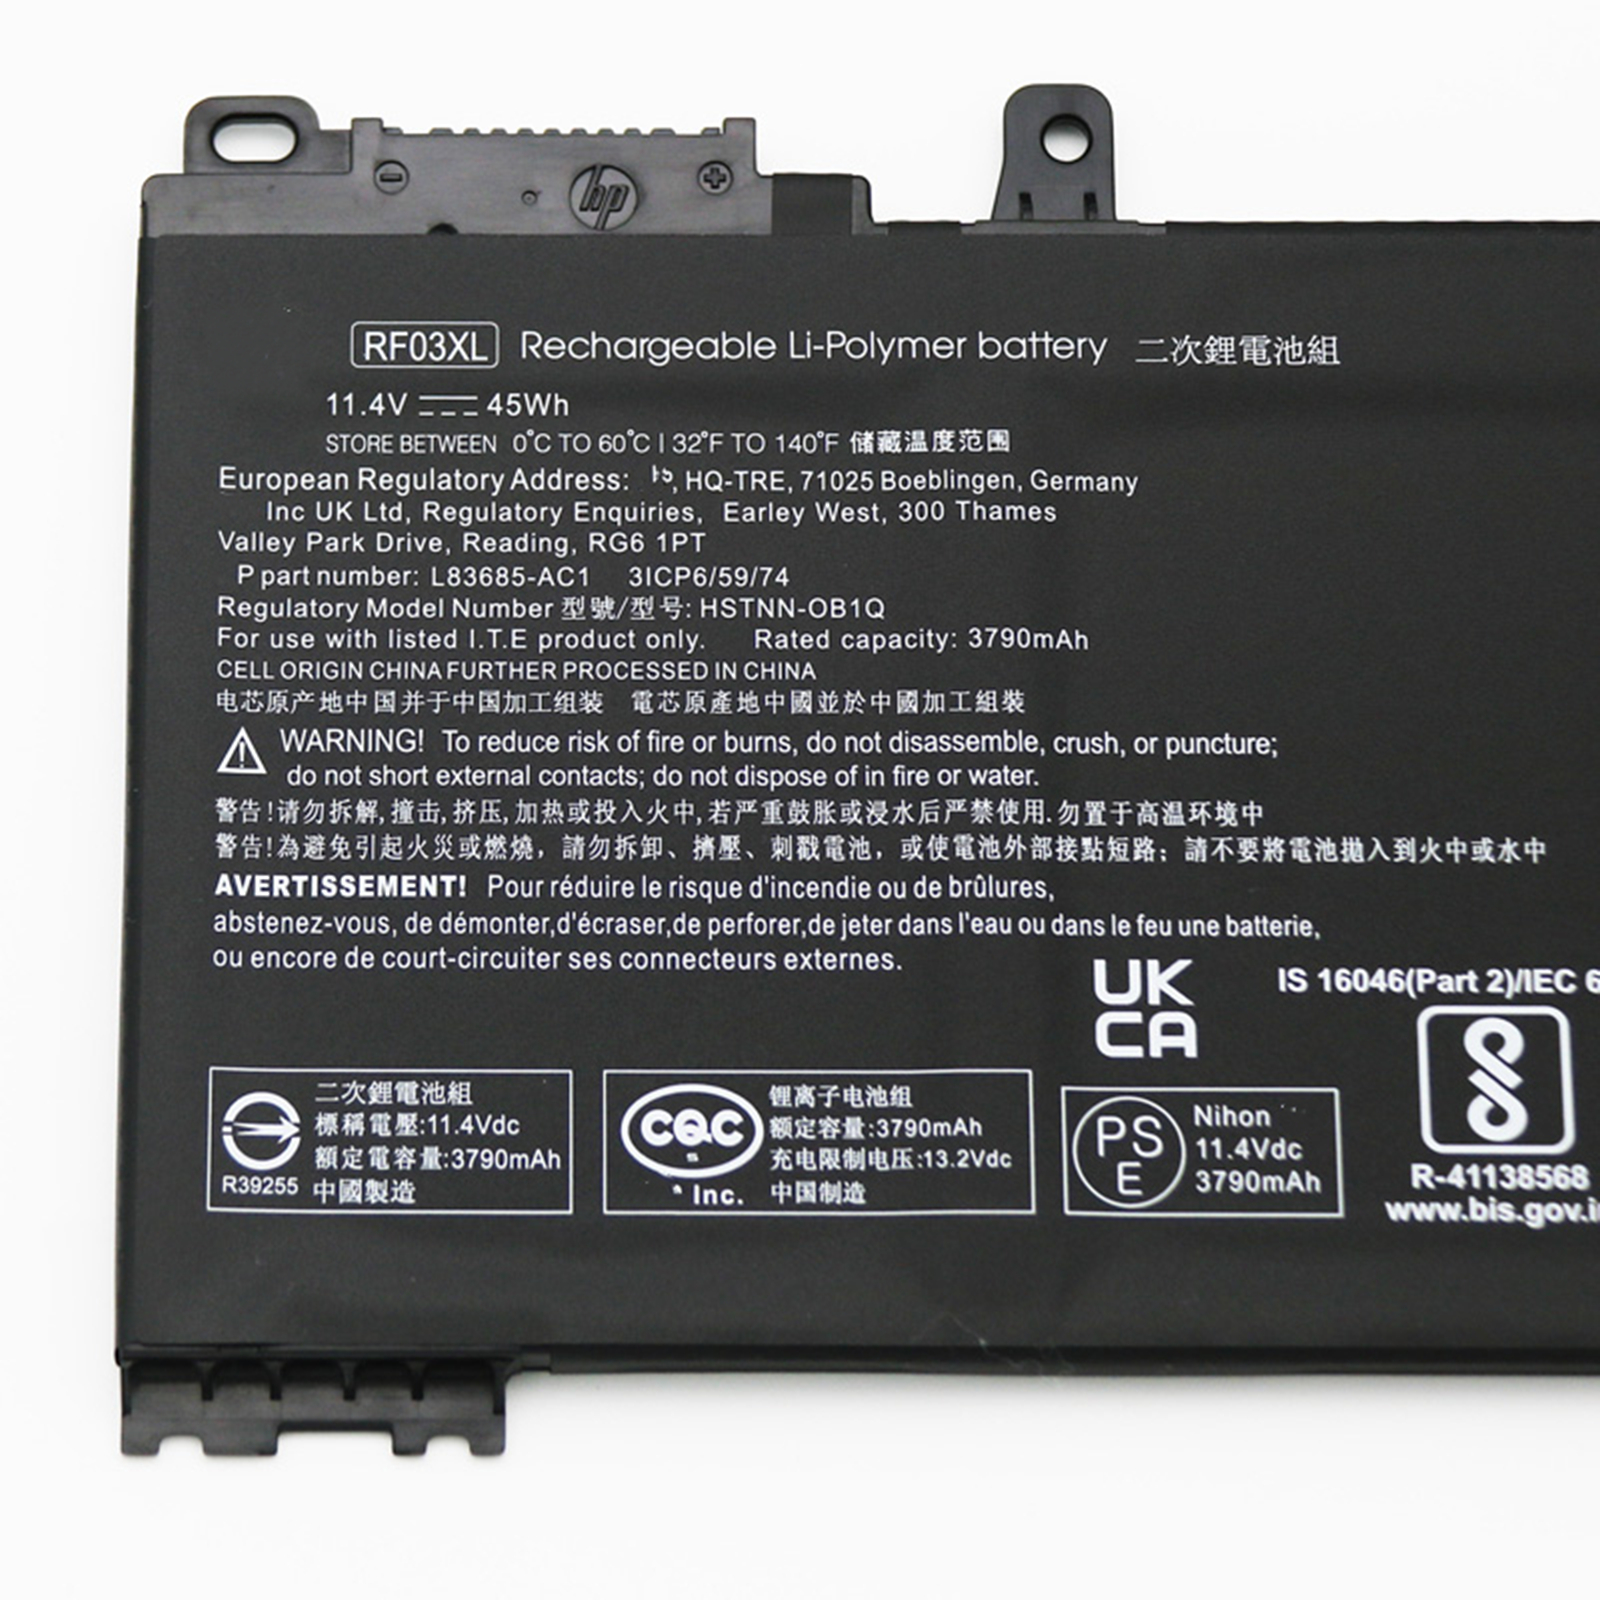 hp
RF03XL Rechargeable Li-Polymer battery 二次鋰電池組
11.4V 45Wh
STORE BETWEEN 0°C TO 60°C | 32°F TO 140°F 储藏温度范围
European Regulatory Address: , HQ-TRE, 71025 Boeblingen, Germany
Inc UK Ltd, Regulatory Enquiries, Earley West, 300 Thames
Valley Park Drive, Reading, RG6 1PT
P part number: L83685-AC1 3ICP6/59/74
Regulatory Model Number 型號/型号: HSTNN-OB1Q
For use with listed I.T.E product only. Rated capacity: 3790mAh
CELL ORIGIN CHINA FURTHER PROCESSED IN CHINA
电芯原产地中国并于中国加工组装 電芯原產地中國並於中國加工組裝
WARNING! To reduce risk of fire or burns, do not disassemble, crush, or puncture;
do not short external contacts; do not dispose of in fire or water.
警告!请勿拆解,撞击,挤压,加热或投入火中,若严重鼓胀或浸水后严禁使用.勿置于高温环境中
警告!為避免引起火災或燃燒，請勿拆卸、擠壓、刺戳電池，或使電池外部接點短路；請不要將電池拋入到火中或水中
AVERTISSEMENT! Pour réduire le risque d'incendie ou de brûlures,
abstenez-vous, de démonter,d'écraser,de perforer,de jeter dans l'eau ou dans le feu une batterie,
ou encore de court-circuiter ses connecteurs externes.
UK
CA
IS 16046(Part 2)/IEC 6
R-41138568
www.bis.gov.i
二次鋰電池組
標稱電壓:11.4Vdc
額定電容量:3790mAh
R39255 中國製造
CQC
S
Inc.
锂离子电池组
额定容量:3790mAh
充电限制电压:13.2Vdc
中国制造
PS
E
Nihon
11.4Vdc
3790mAh